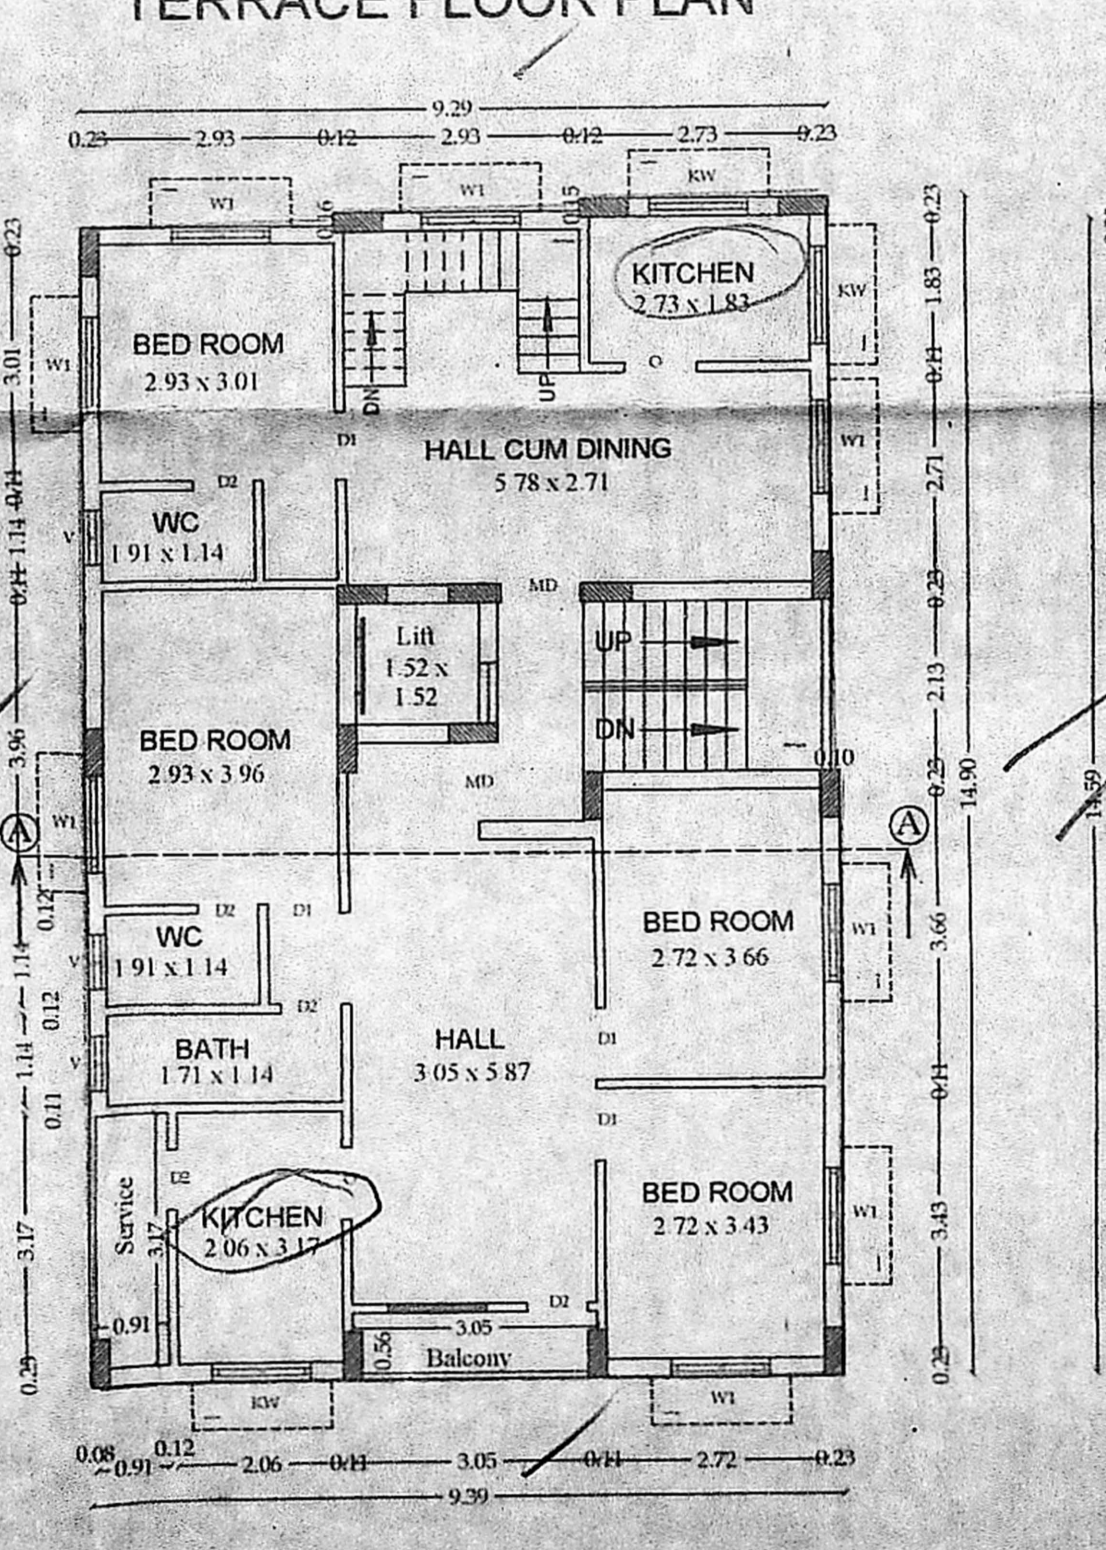 TERRACE FLOOR PLAN
9.29
0.23 2.93 0.12 2.93 0.12 2.73 0.23
W1 W1 KW
0.16 0.15
0.23 0.23
KITCHEN
2.73 x 1.83
KW
1.83
BED ROOM
2.93 x 3.01
W1
3.01
DN UP
O
0.11
D1
HALL CUM DINING
5.78 x 2.71
W1
2.71
D2
0.11
WC
1.91 x 1.14
V
1.14
0.11
MD
0.23
Lift
1.52 x
1.52
UP
DN
2.13
BED ROOM
2.93 x 3.96
3.96
0.10
0.23
14.90
14.59
MD
W1
A A
0.12
D2 D1
WC
1.91 x 1.14
V
1.14
BED ROOM
2.72 x 3.66
W1
3.66
0.12
D2
BATH
1.71 x 1.14
V
1.14
0.11
HALL
3.05 x 5.87
D1
0.11
D1
D2
Service
3.17
KITCHEN
2.06 x 3.17
3.17
BED ROOM
2.72 x 3.43
W1
3.43
D2
0.91
3.05
0.56
Balcony
0.23 0.23
KW W1
0.08 0.91 0.12 2.06 0.11 3.05 0.11 2.72 0.23
9.39